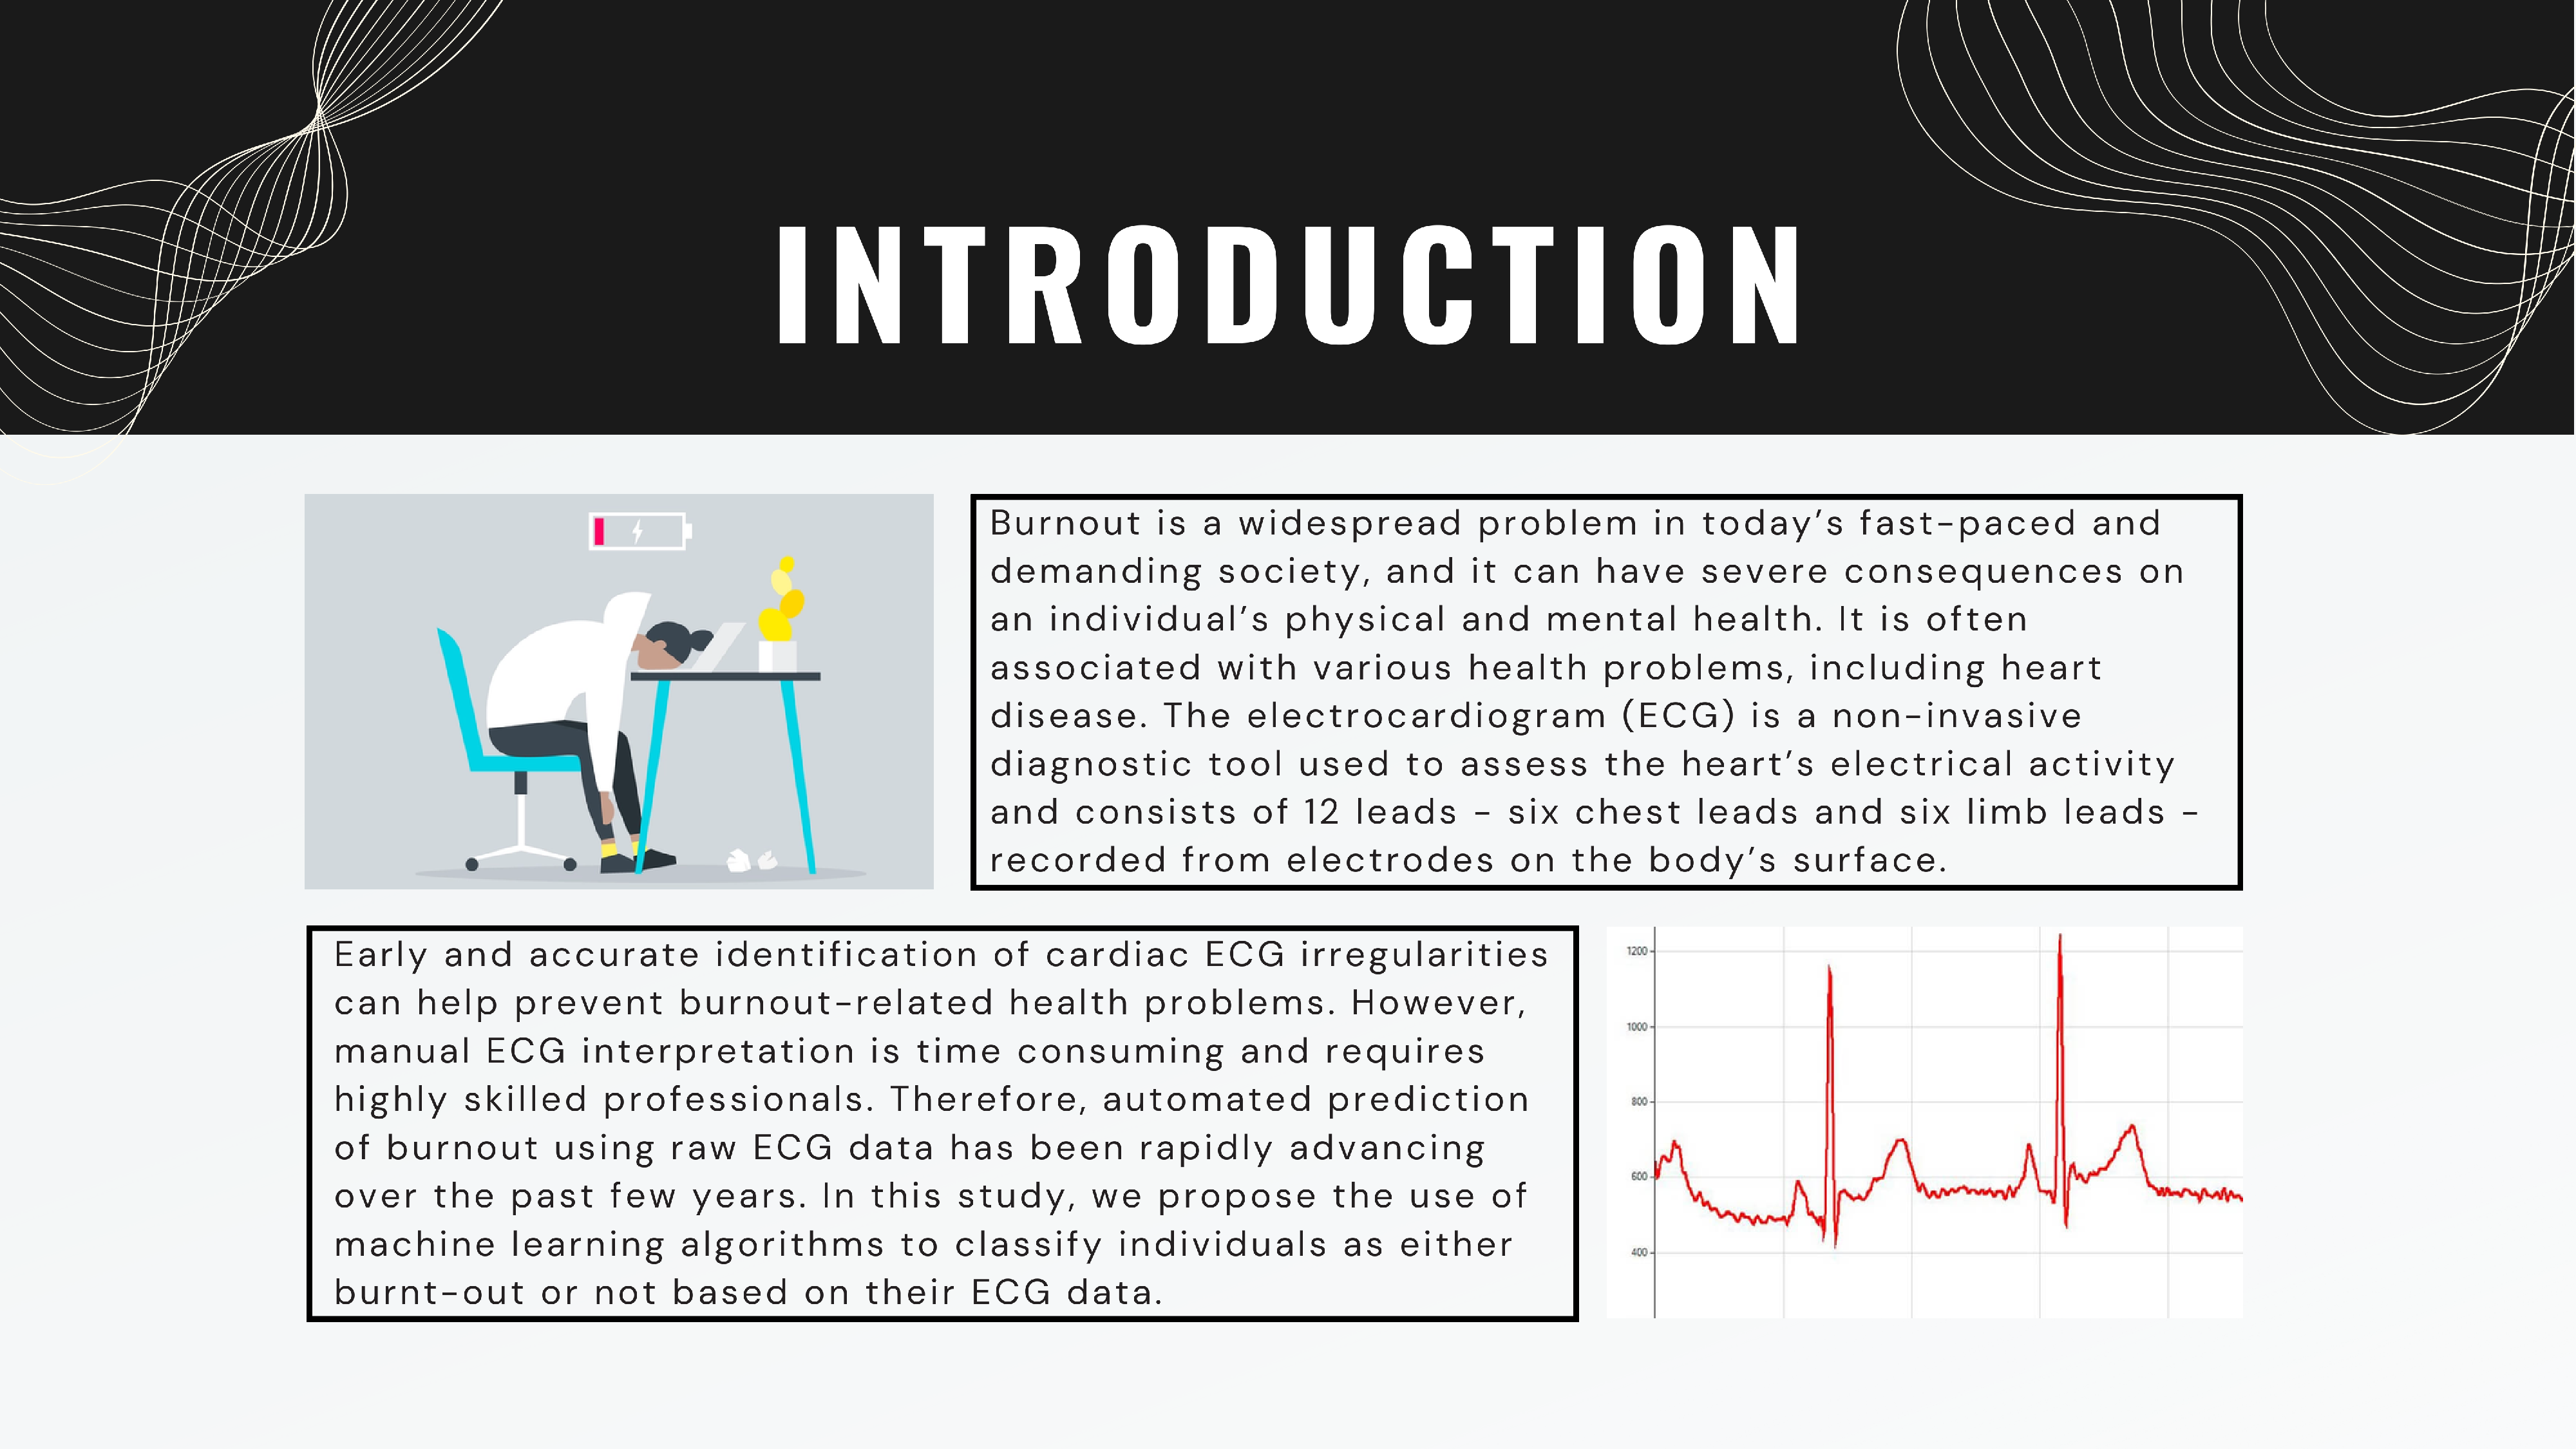 INTRODUCTION
Burnout is a widespread problem in today’s fast-paced and
demanding society, and it can have severe consequences on
an individual’s physical and mental health. It is often
associated with various health problems, including heart
disease. The electrocardiogram (ECG) is a non-invasive
diagnostic tool used to assess the heart’s electrical activity
and consists of 12 leads - six chest leads and six limb leads -
recorded from electrodes on the body’s surface.
Early and accurate identification of cardiac ECG irregularities
can help prevent burnout-related health problems. However,
manual ECG interpretation is time consuming and requires
highly skilled professionals. Therefore, automated prediction
of burnout using raw ECG data has been rapidly advancing
over the past few years. In this study, we propose the use of
machine learning algorithms to classify individuals as either
burnt-out or not based on their ECG data.
1200
1000
800
600
400